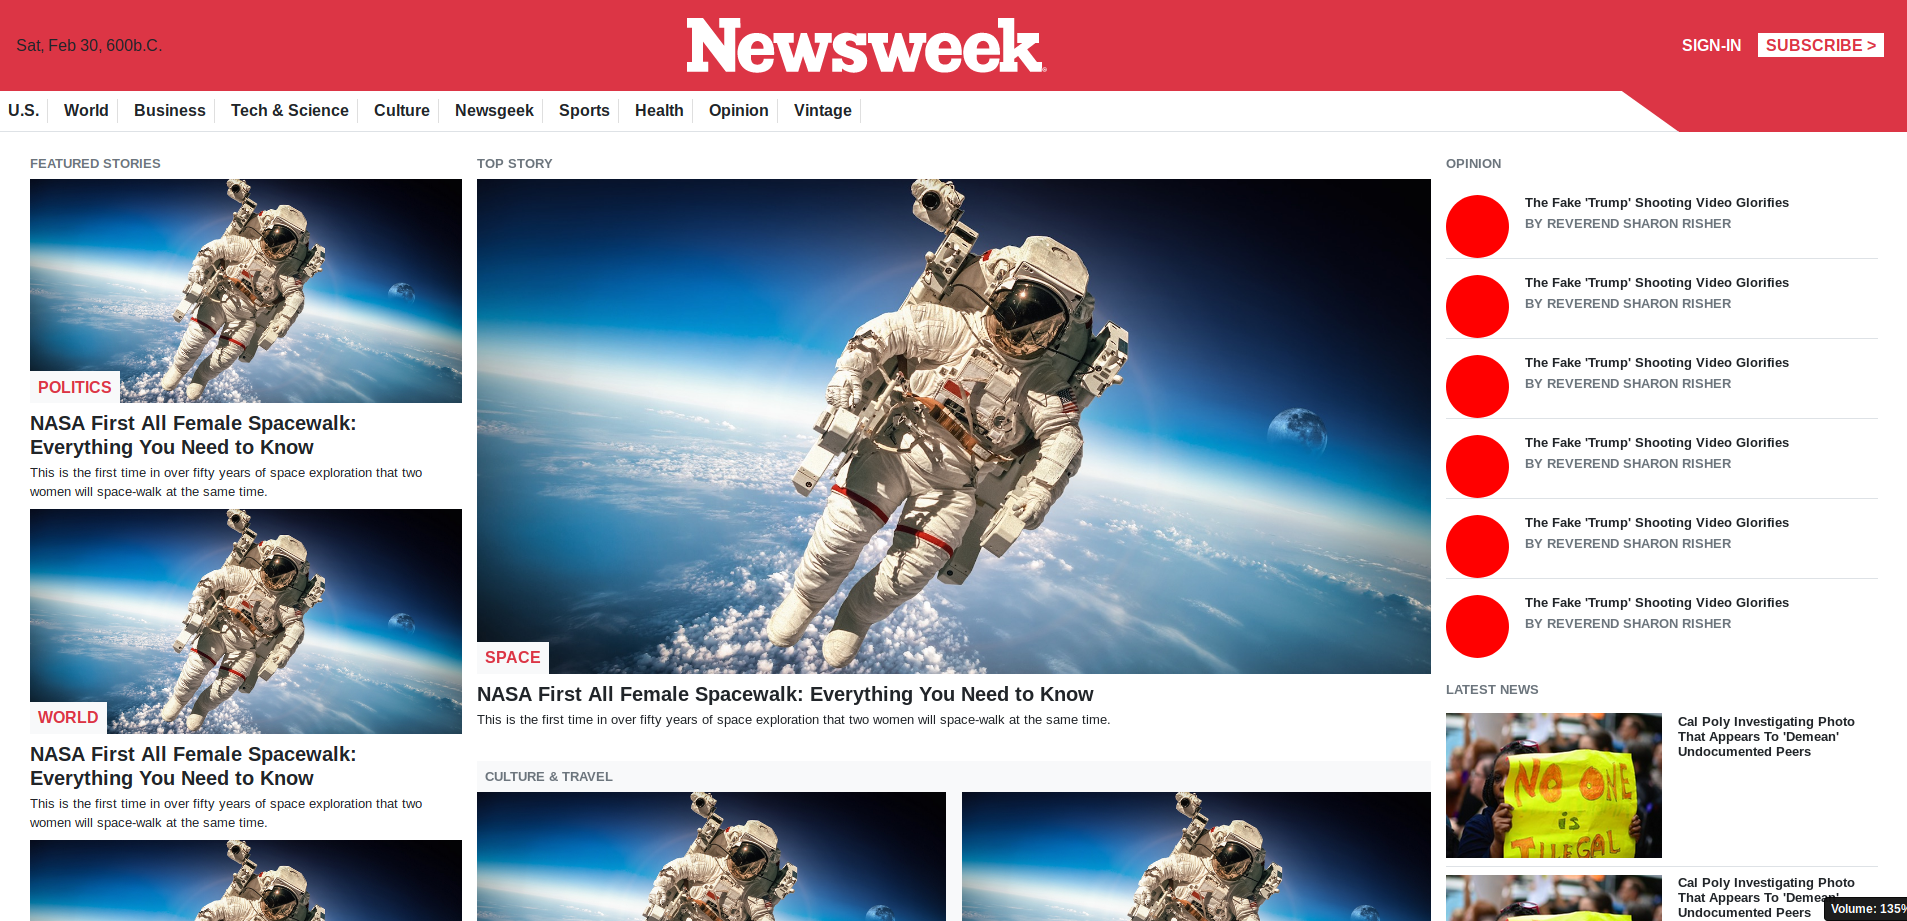 Sat, Feb 30, 600b.C.
Newsweek
SIGN-IN
SUBSCRIBE >
U.S.
World
Business
Tech & Science
Culture
Newsgeek
Sports
Health
Opinion
Vintage
FEATURED STORIES
POLITICS
NASA First All Female Spacewalk:
Everything You Need to Know
This is the first time in over fifty years of space exploration that two
women will space-walk at the same time.
WORLD
NASA First All Female Spacewalk:
Everything You Need to Know
This is the first time in over fifty years of space exploration that two
women will space-walk at the same time.
TOP STORY
SPACE
NASA First All Female Spacewalk: Everything You Need to Know
This is the first time in over fifty years of space exploration that two women will space-walk at the same time.
CULTURE & TRAVEL
OPINION
The Fake 'Trump' Shooting Video Glorifies
BY REVEREND SHARON RISHER
The Fake 'Trump' Shooting Video Glorifies
BY REVEREND SHARON RISHER
The Fake 'Trump' Shooting Video Glorifies
BY REVEREND SHARON RISHER
The Fake 'Trump' Shooting Video Glorifies
BY REVEREND SHARON RISHER
The Fake 'Trump' Shooting Video Glorifies
BY REVEREND SHARON RISHER
The Fake 'Trump' Shooting Video Glorifies
BY REVEREND SHARON RISHER
LATEST NEWS
NO ONE
is
ILLEGAL
Cal Poly Investigating Photo
That Appears To 'Demean'
Undocumented Peers
Cal Poly Investigating Photo
That Appears To 'Demean'
Undocumented Peers
Volume: 135%